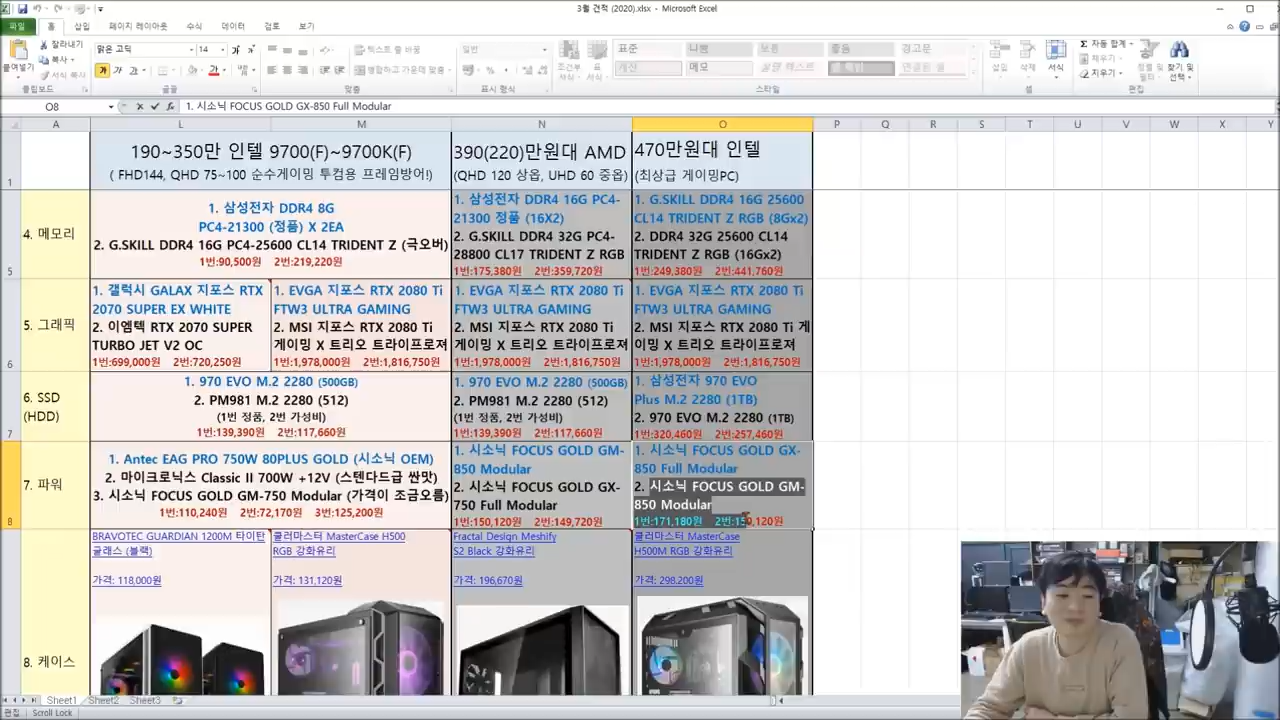 3월 견적 (2020).xlsx - Microsoft Excel
파일 홈 삽입 페이지 레이아웃 수식 데이터 검토 보기
잘라내기
복사
서식 복사
붙여넣기
맑은 고딕 14
텍스트 줄 바꿈
병합하고 가운데 맞춤
일반
조건부 서식
표준 나쁨 보통 좋음 경고문
계산 메모
삽입 삭제 서식
자동 합계
채우기
지우기
정렬 및 필터
찾기 및 선택
클립보드 글꼴 맞춤 표시 형식 스타일 셀 편집
O8 1. 시소닉 FOCUS GOLD GX-850 Full Modular
A L M N O P Q R S T U V W X Y
1
190~350만 인텔 9700(F)~9700K(F)
( FHD144, QHD 75~100 순수게이밍 투컴용 프레임방어!)
390(220)만원대 AMD
(QHD 120 상옵, UHD 60 중옵)
470만원대 인텔
(최상급 게이밍PC)
4. 메모리
5
1. 삼성전자 DDR4 8G
PC4-21300 (정품) X 2EA
2. G.SKILL DDR4 16G PC4-25600 CL14 TRIDENT Z (극오버)
1번:90,500원 2번:219,220원
1. 삼성전자 DDR4 16G PC4-
21300 정품 (16X2)
2. G.SKILL DDR4 32G PC4-
28800 CL17 TRIDENT Z RGB
1번:175,380원 2번:359,720원
1. G.SKILL DDR4 16G 25600
CL14 TRIDENT Z RGB (8Gx2)
2. DDR4 32G 25600 CL14
TRIDENT Z RGB (16Gx2)
1번:249,380원 2번:441,760원
5. 그래픽
6
1. 갤럭시 GALAX 지포스 RTX
2070 SUPER EX WHITE
2. 이엠텍 RTX 2070 SUPER
TURBO JET V2 OC
1번:699,000원 2번:720,250원
1. EVGA 지포스 RTX 2080 Ti
FTW3 ULTRA GAMING
2. MSI 지포스 RTX 2080 Ti
게이밍 X 트리오 트라이프로져
1번:1,978,000원 2번:1,816,750원
1. EVGA 지포스 RTX 2080 Ti
FTW3 ULTRA GAMING
2. MSI 지포스 RTX 2080 Ti
게이밍 X 트리오 트라이프로져
1번:1,978,000원 2번:1,816,750원
1. EVGA 지포스 RTX 2080 Ti
FTW3 ULTRA GAMING
2. MSI 지포스 RTX 2080 Ti 게
이밍 X 트리오 트라이프로져
1번:1,978,000원 2번:1,816,750원
6. SSD
(HDD)
7
1. 970 EVO M.2 2280 (500GB)
2. PM981 M.2 2280 (512)
(1번 정품, 2번 가성비)
1번:139,390원 2번:117,660원
1. 970 EVO M.2 2280 (500GB)
2. PM981 M.2 2280 (512)
(1번 정품, 2번 가성비)
1번:139,390원 2번:117,660원
1. 삼성전자 970 EVO
Plus M.2 2280 (1TB)
2. 970 EVO M.2 2280 (1TB)
1번:320,460원 2번:257,460원
7. 파워
8
1. Antec EAG PRO 750W 80PLUS GOLD (시소닉 OEM)
2. 마이크로닉스 Classic II 700W +12V (스텐다드급 싼맛)
3. 시소닉 FOCUS GOLD GM-750 Modular (가격이 조금오름)
1번:110,240원 2번:72,170원 3번:125,200원
1. 시소닉 FOCUS GOLD GM-
850 Modular
2. 시소닉 FOCUS GOLD GX-
750 Full Modular
1번:150,120원 2번:149,720원
1. 시소닉 FOCUS GOLD GX-
850 Full Modular
2. 시소닉 FOCUS GOLD GM-
850 Modular
1번:171,180원 2번:150,120원
8. 케이스
BRAVOTEC GUARDIAN 1200M 타이탄
글래스 (블랙)
가격: 118,000원
쿨러마스터 MasterCase H500
RGB 강화유리
가격: 131,120원
Fractal Design Meshify
S2 Black 강화유리
가격: 196,670원
쿨러마스터 MasterCase
H500M RGB 강화유리
가격: 298.200원
Sheet1 Sheet2 Sheet3
편집 Scroll Lock